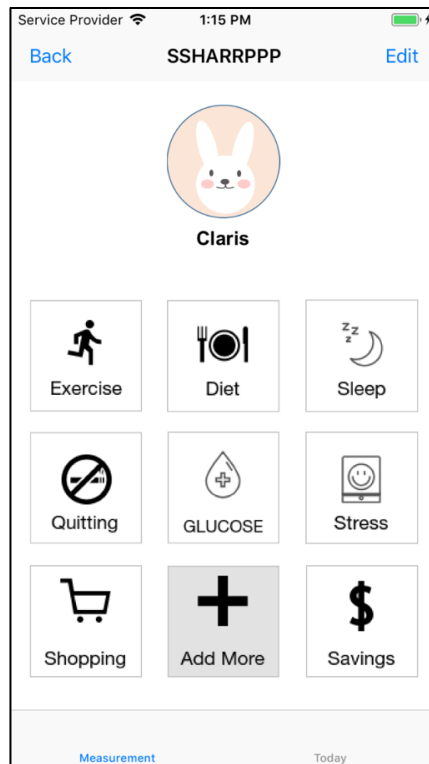 Service Provider 1:15 PM
Back SSHARRPPP Edit
Claris
Exercise Diet Sleep
Quitting GLUCOSE Stress
Shopping Add More Savings
Measurement Today